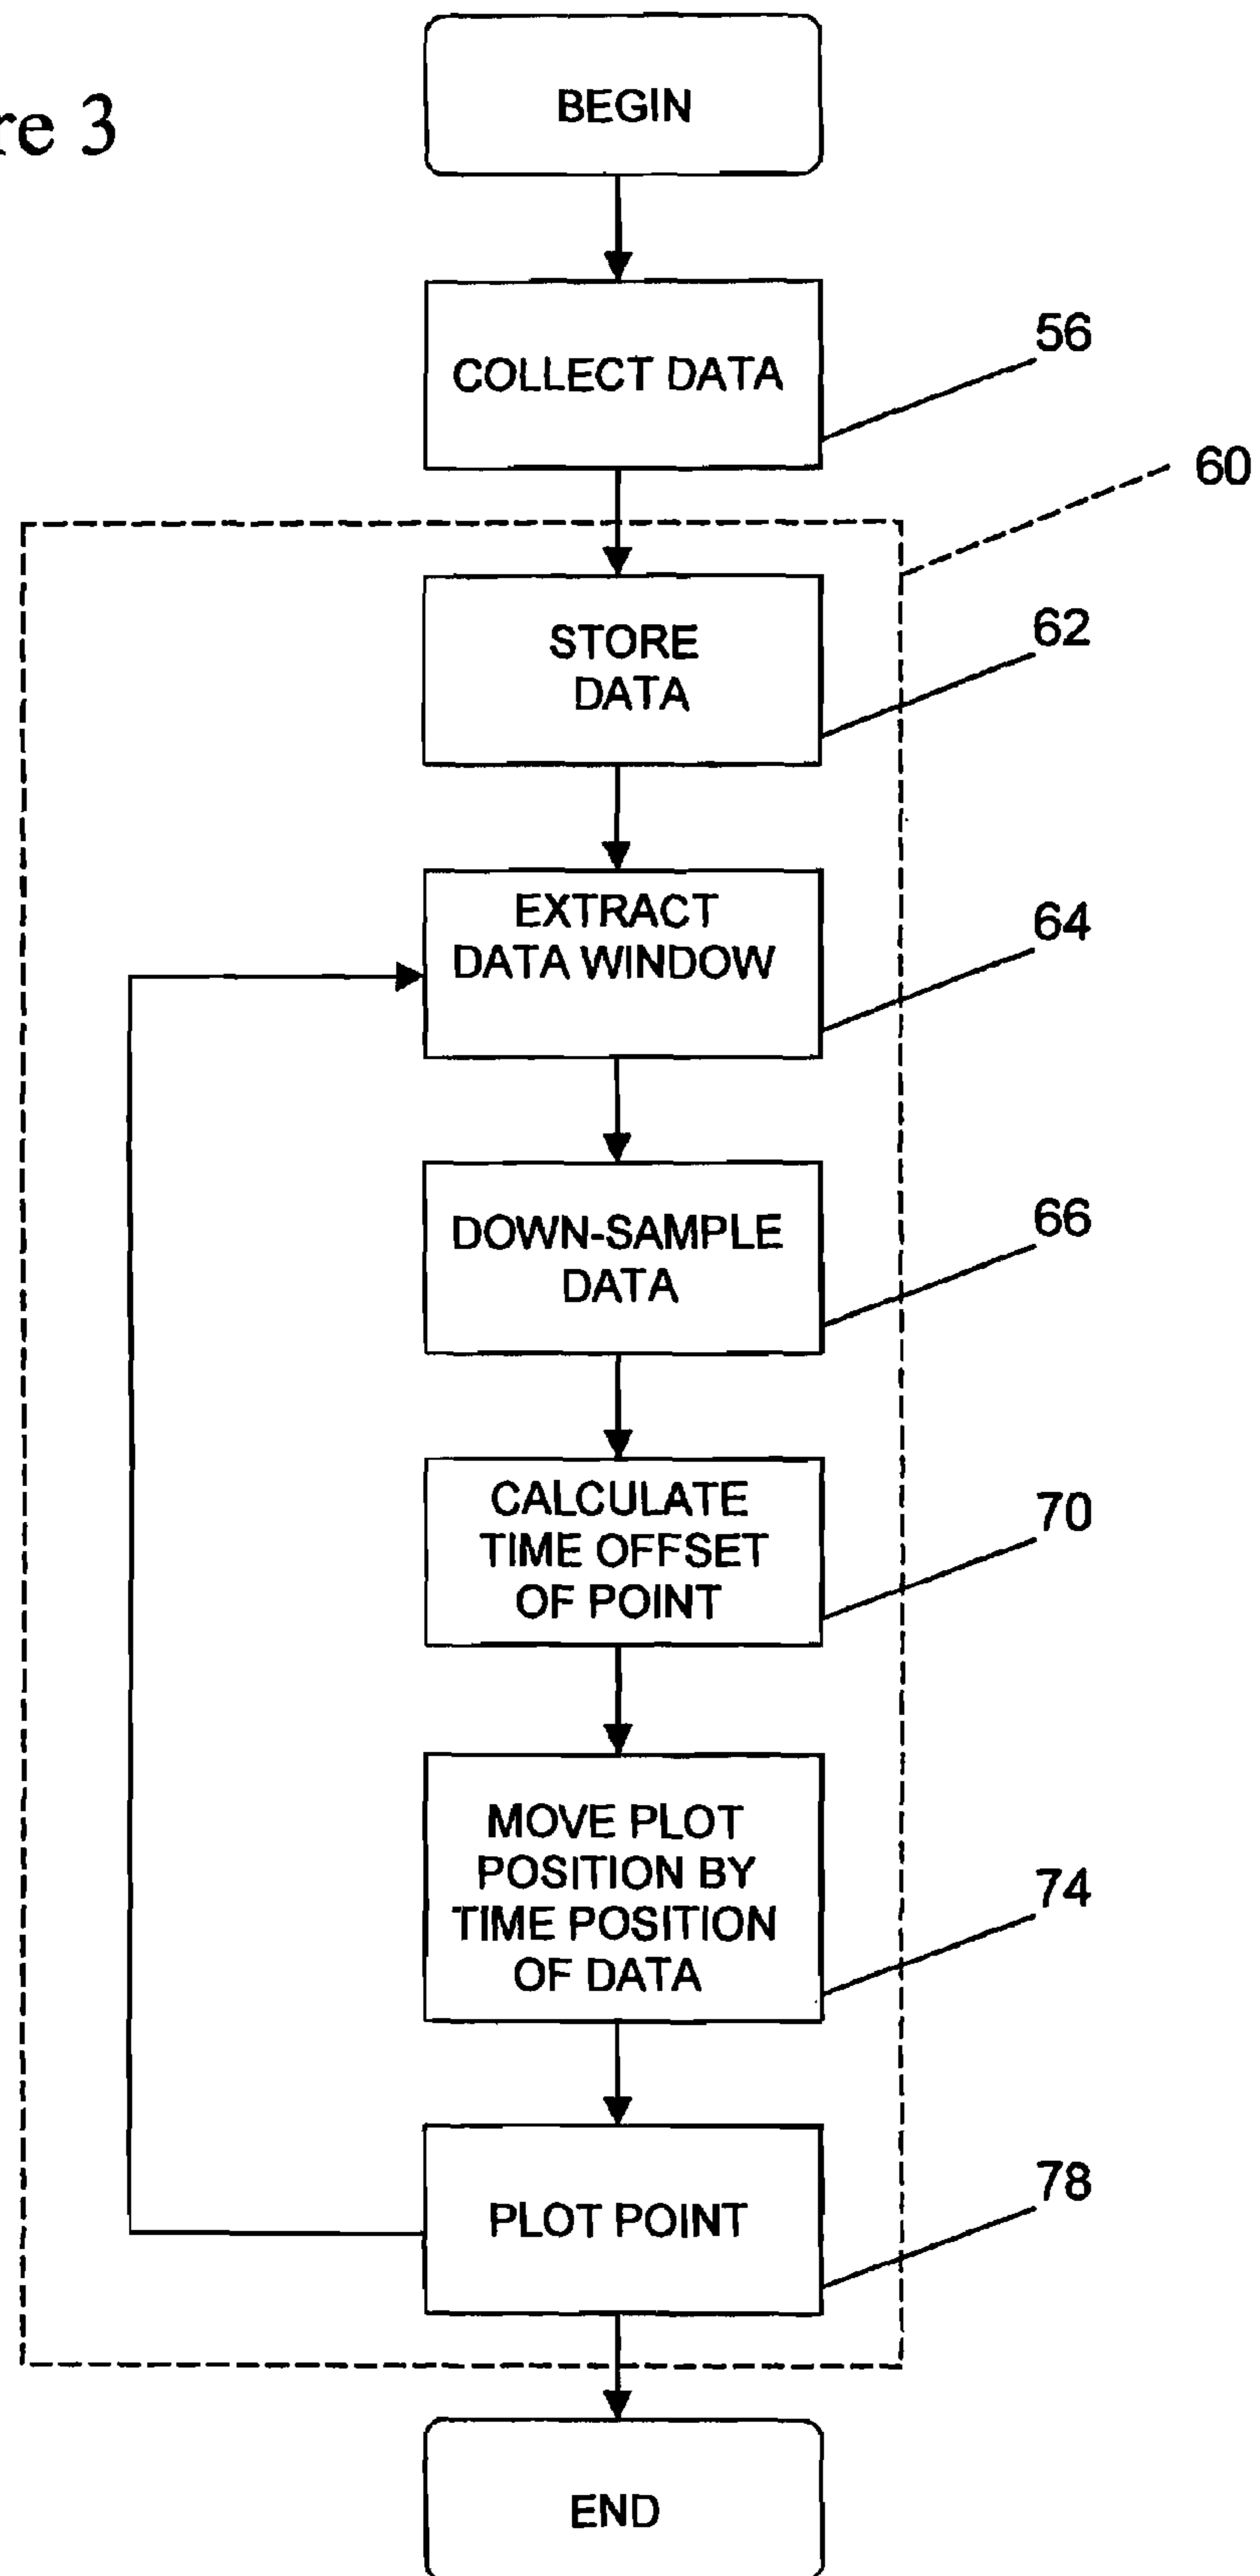 re 3
BEGIN
COLLECT DATA
56
60
STORE
DATA
62
EXTRACT
DATA WINDOW
64
DOWN-SAMPLE
DATA
66
CALCULATE
TIME OFFSET
OF POINT
70
MOVE PLOT
POSITION BY
TIME POSITION
OF DATA
74
PLOT POINT
78
END